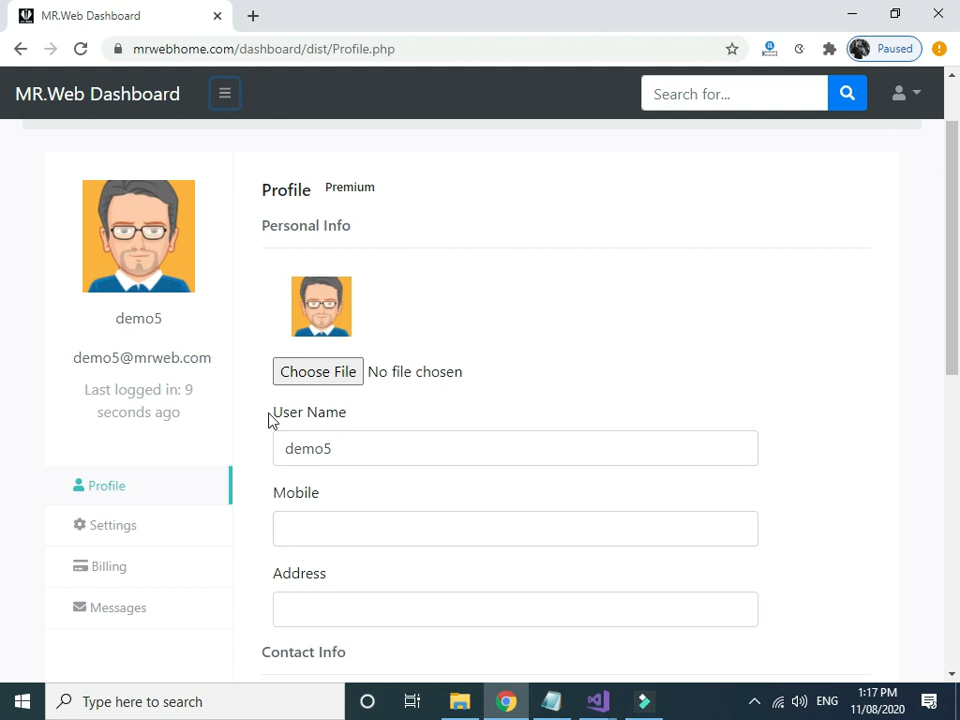 MR.Web Dashboard
mrwebhome.com/dashboard/dist/Profile.php
Paused
MR.Web Dashboard
Search for...
demo5
demo5@mrweb.com
Last logged in: 9
seconds ago
Profile
Settings
Billing
Messages
Profile Premium
Personal Info
Choose File No file chosen
User Name
demo5
Mobile
Address
Contact Info
Type here to search
ENG
1:17 PM
11/08/2020